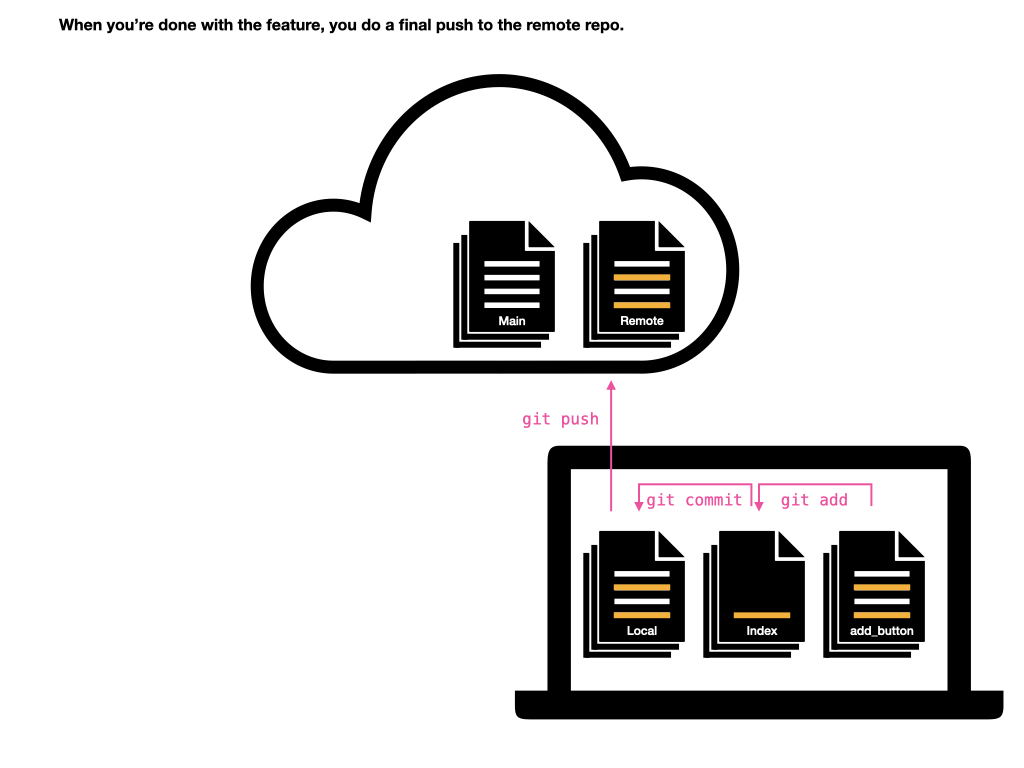 When you’re done with the feature, you do a final push to the remote repo.
Main
Remote
git push
git commit
git add
Local
Index
add_button